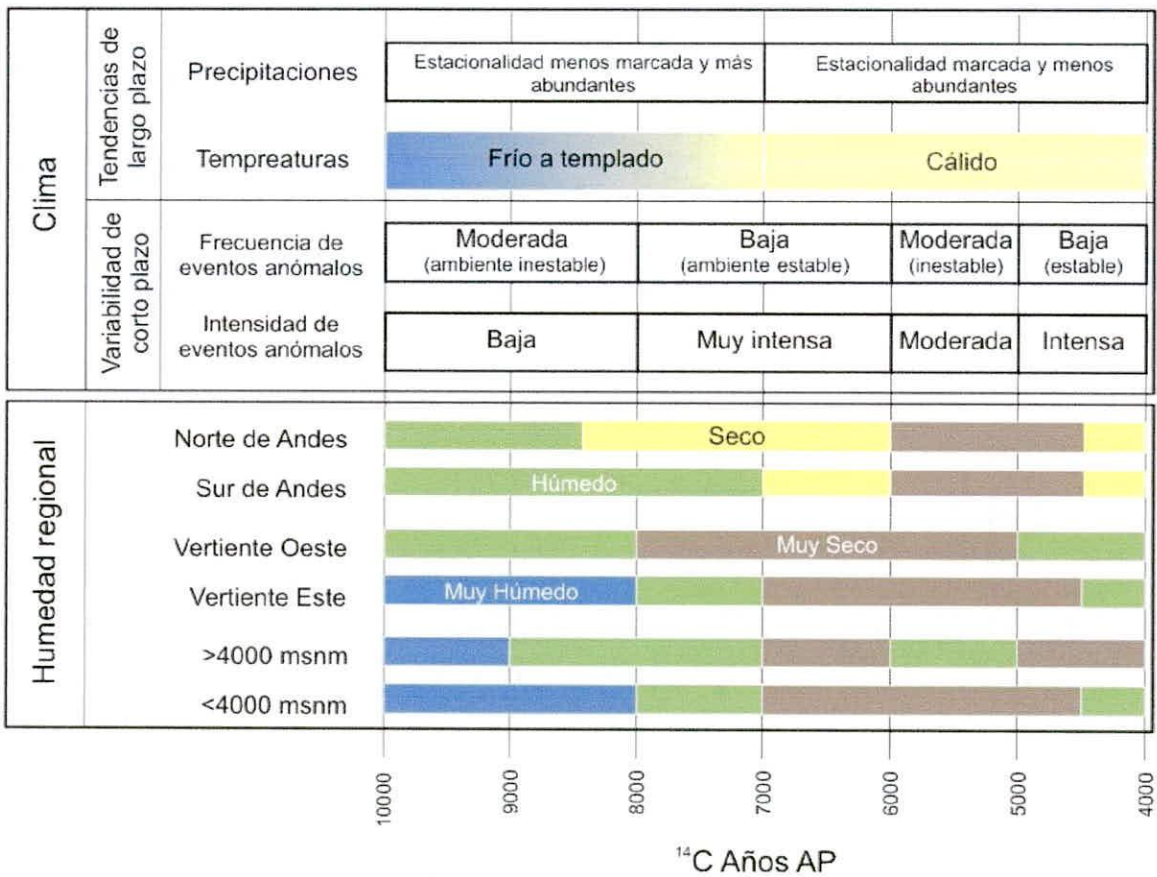 Clima
Tendencias de
largo plazo
Precipitaciones
Estacionalidad menos marcada y más
abundantes
Estacionalidad marcada y menos
abundantes
Tempreaturas
Frío a templado
Cálido
Variabilidad de
corto plazo
Frecuencia de
eventos anómalos
Moderada
(ambiente inestable)
Baja
(ambiente estable)
Moderada
(inestable)
Baja
(estable)
Intensidad de
eventos anómalos
Baja
Muy intensa
Moderada
Intensa
Humedad regional
Norte de Andes
Seco
Sur de Andes
Húmedo
Vertiente Oeste
Muy Seco
Vertiente Este
Muy Húmedo
>4000 msnm
<4000 msnm
10000
9000
8000
7000
6000
5000
4000
¹⁴C Años AP